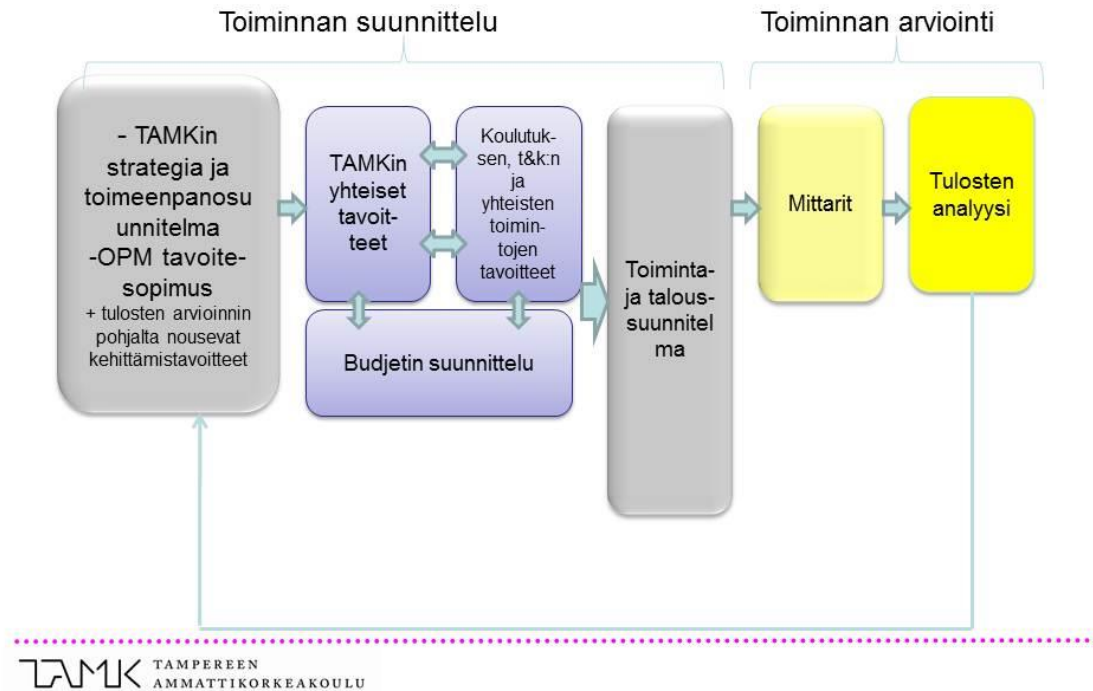 Toiminnan suunnittelu
Toiminnan arviointi
- TAMKin
strategia ja
toimeenpanosu
unnitelma
-OPM tavoite-
sopimus
+ tulosten arvioinnin
pohjalta nousevat
kehittämistavoitteet
TAMKin
yhteiset
tavoit-
teet
Koulutuk-
sen, t&k:n
ja
yhteisten
toimin-
tojen
tavoitteet
Budjetin suunnittelu
Toiminta-
ja talous-
suunnitel
ma
Mittarit
Tulosten
analyysi
TAMK TAMPEREEN
AMMATTIKORKEAKOULU